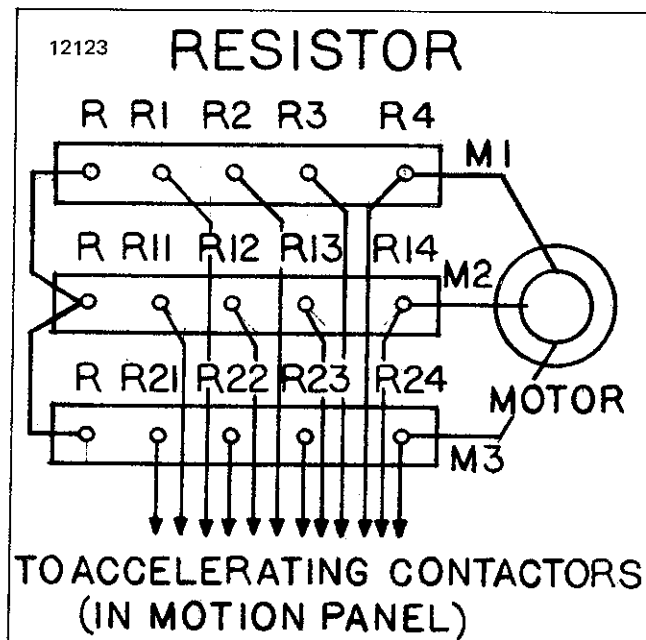 12123 RESISTOR
R R1 R2 R3 R4
M1
R R11 R12 R13 R14
M2
R R21 R22 R23 R24
MOTOR
M3
TO ACCELERATING CONTACTORS
(IN MOTION PANEL)